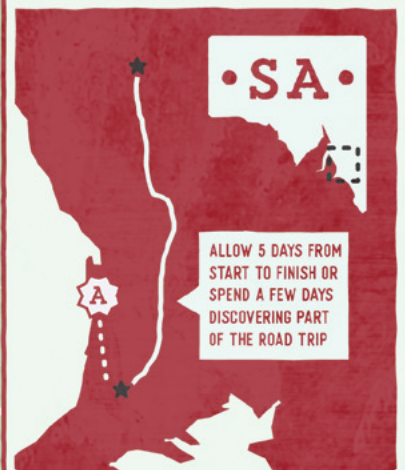 • SA •
ALLOW 5 DAYS FROM
START TO FINISH OR
SPEND A FEW DAYS
DISCOVERING PART
OF THE ROAD TRIP
A